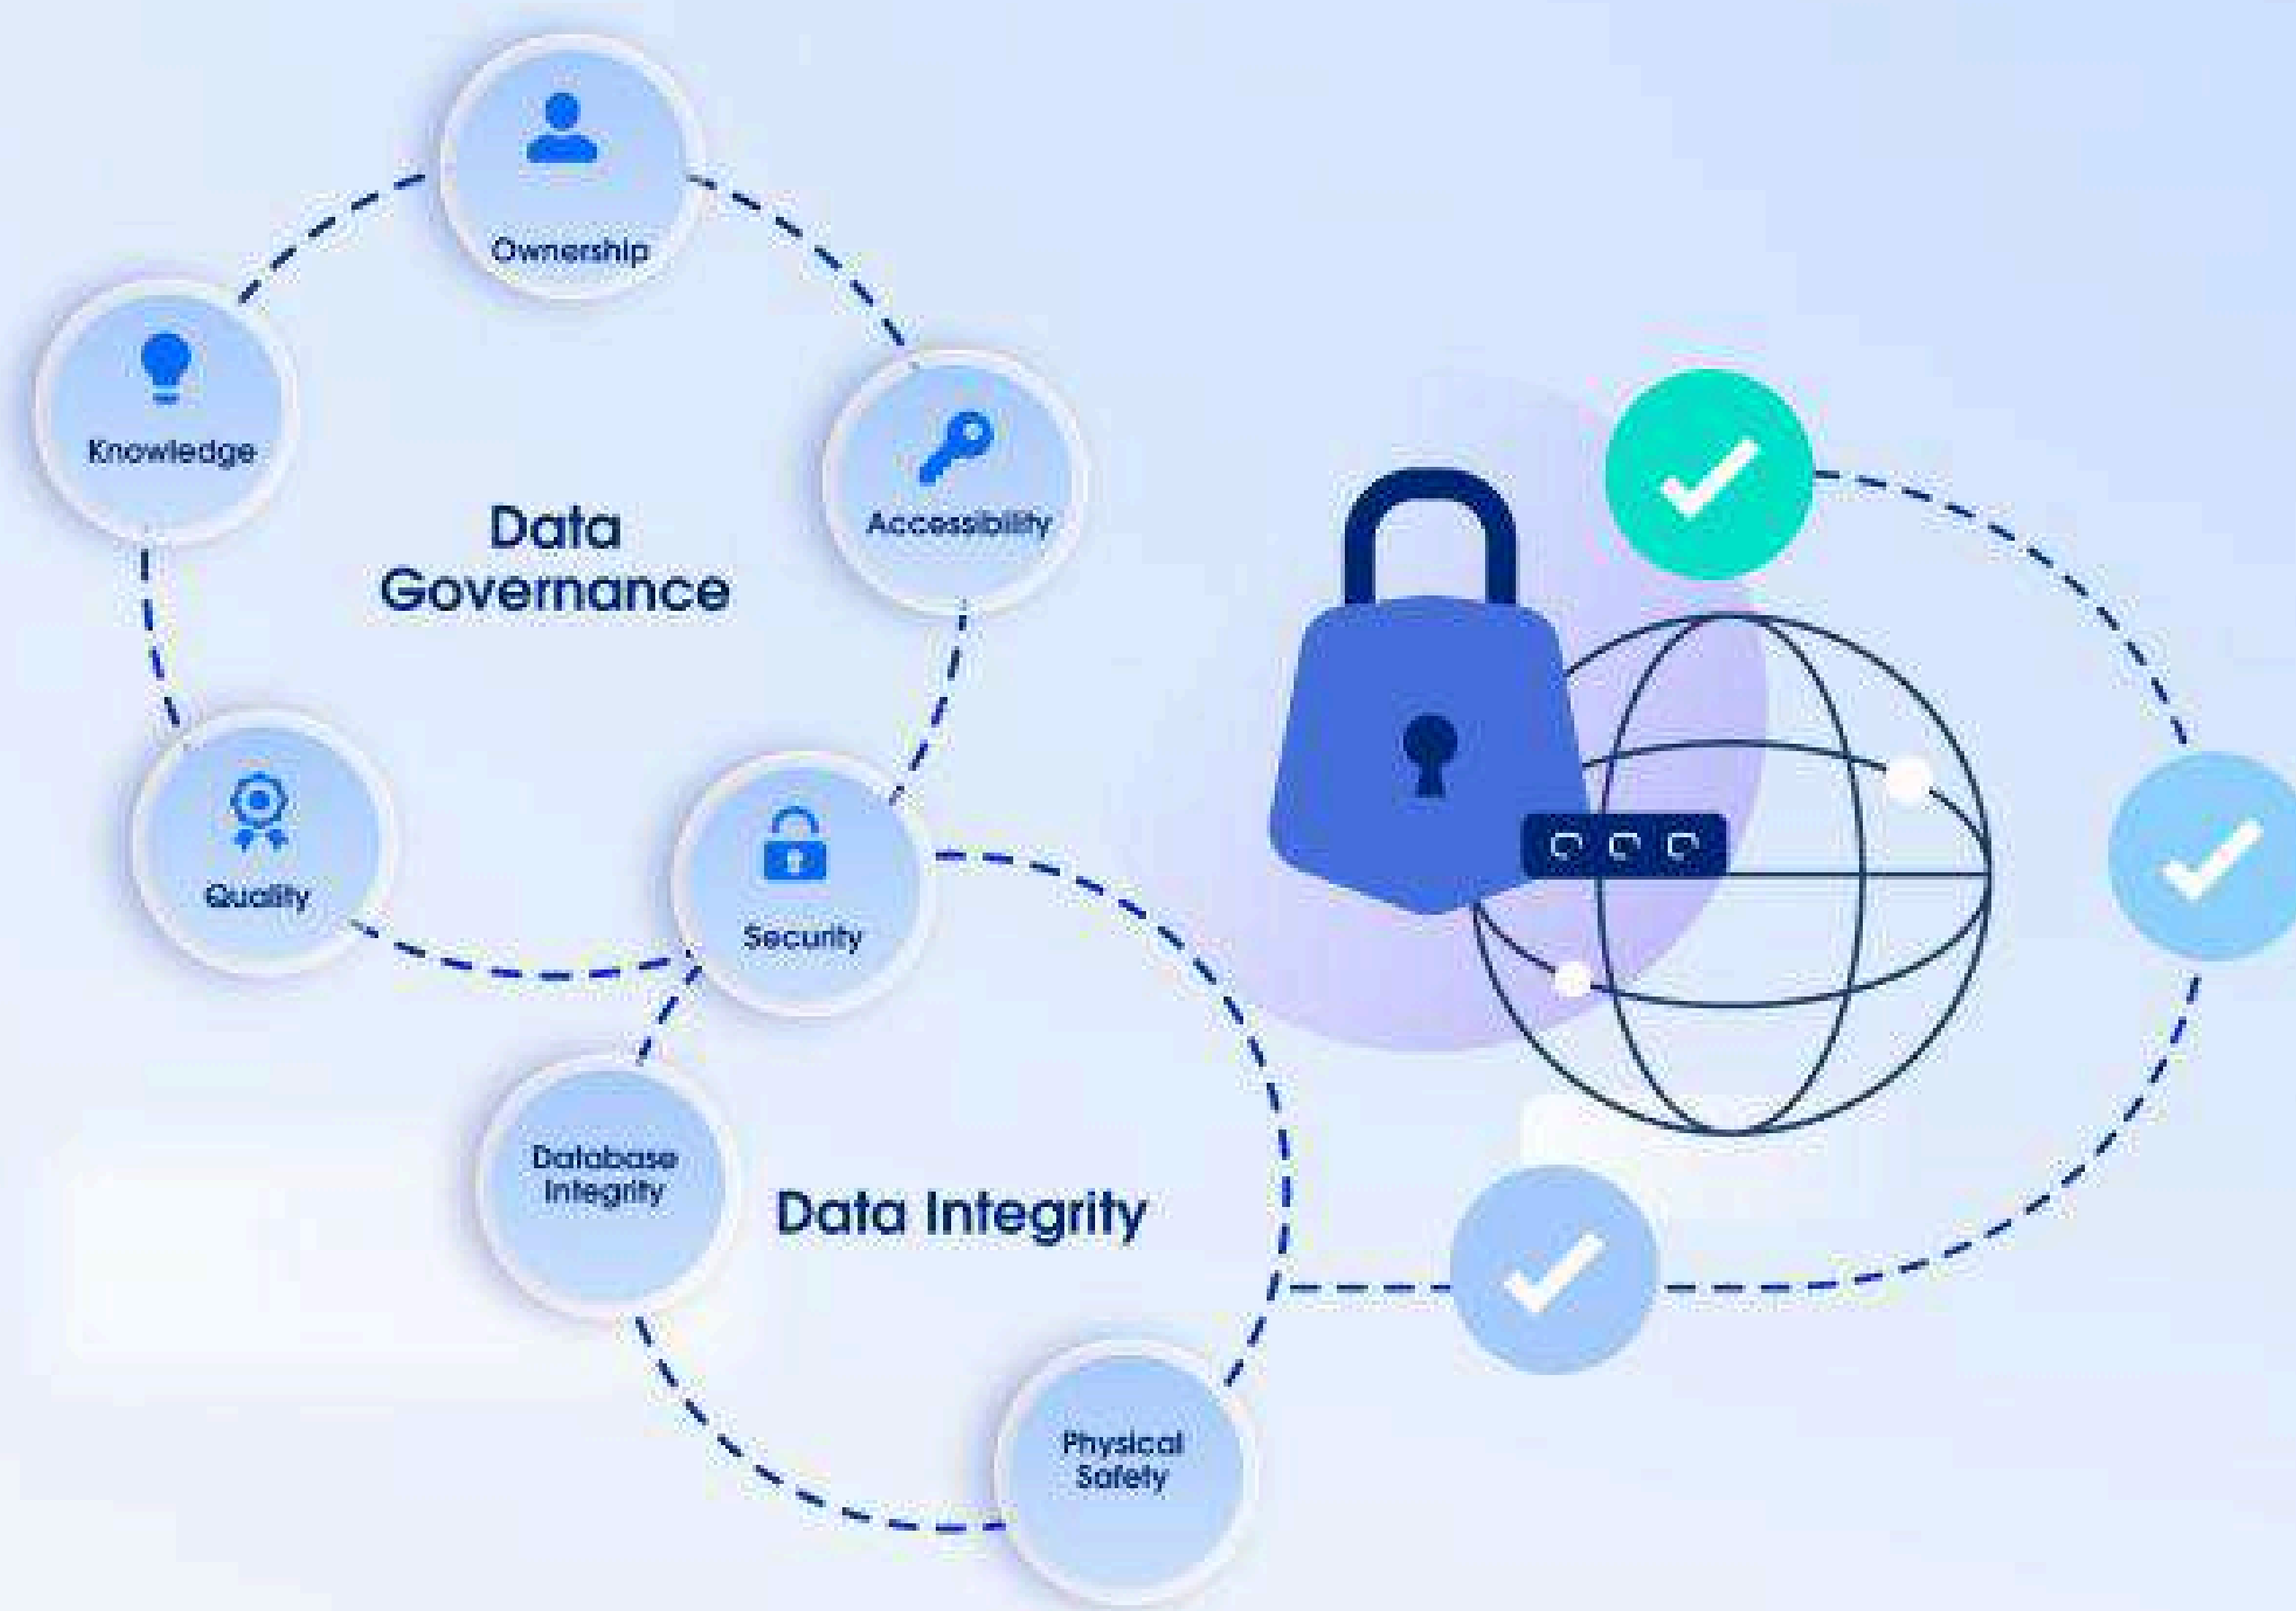 Ownership
Knowledge
Accessibility
Data
Governance
Quality
Security
Database
Integrity
Data Integrity
Physical
Safety